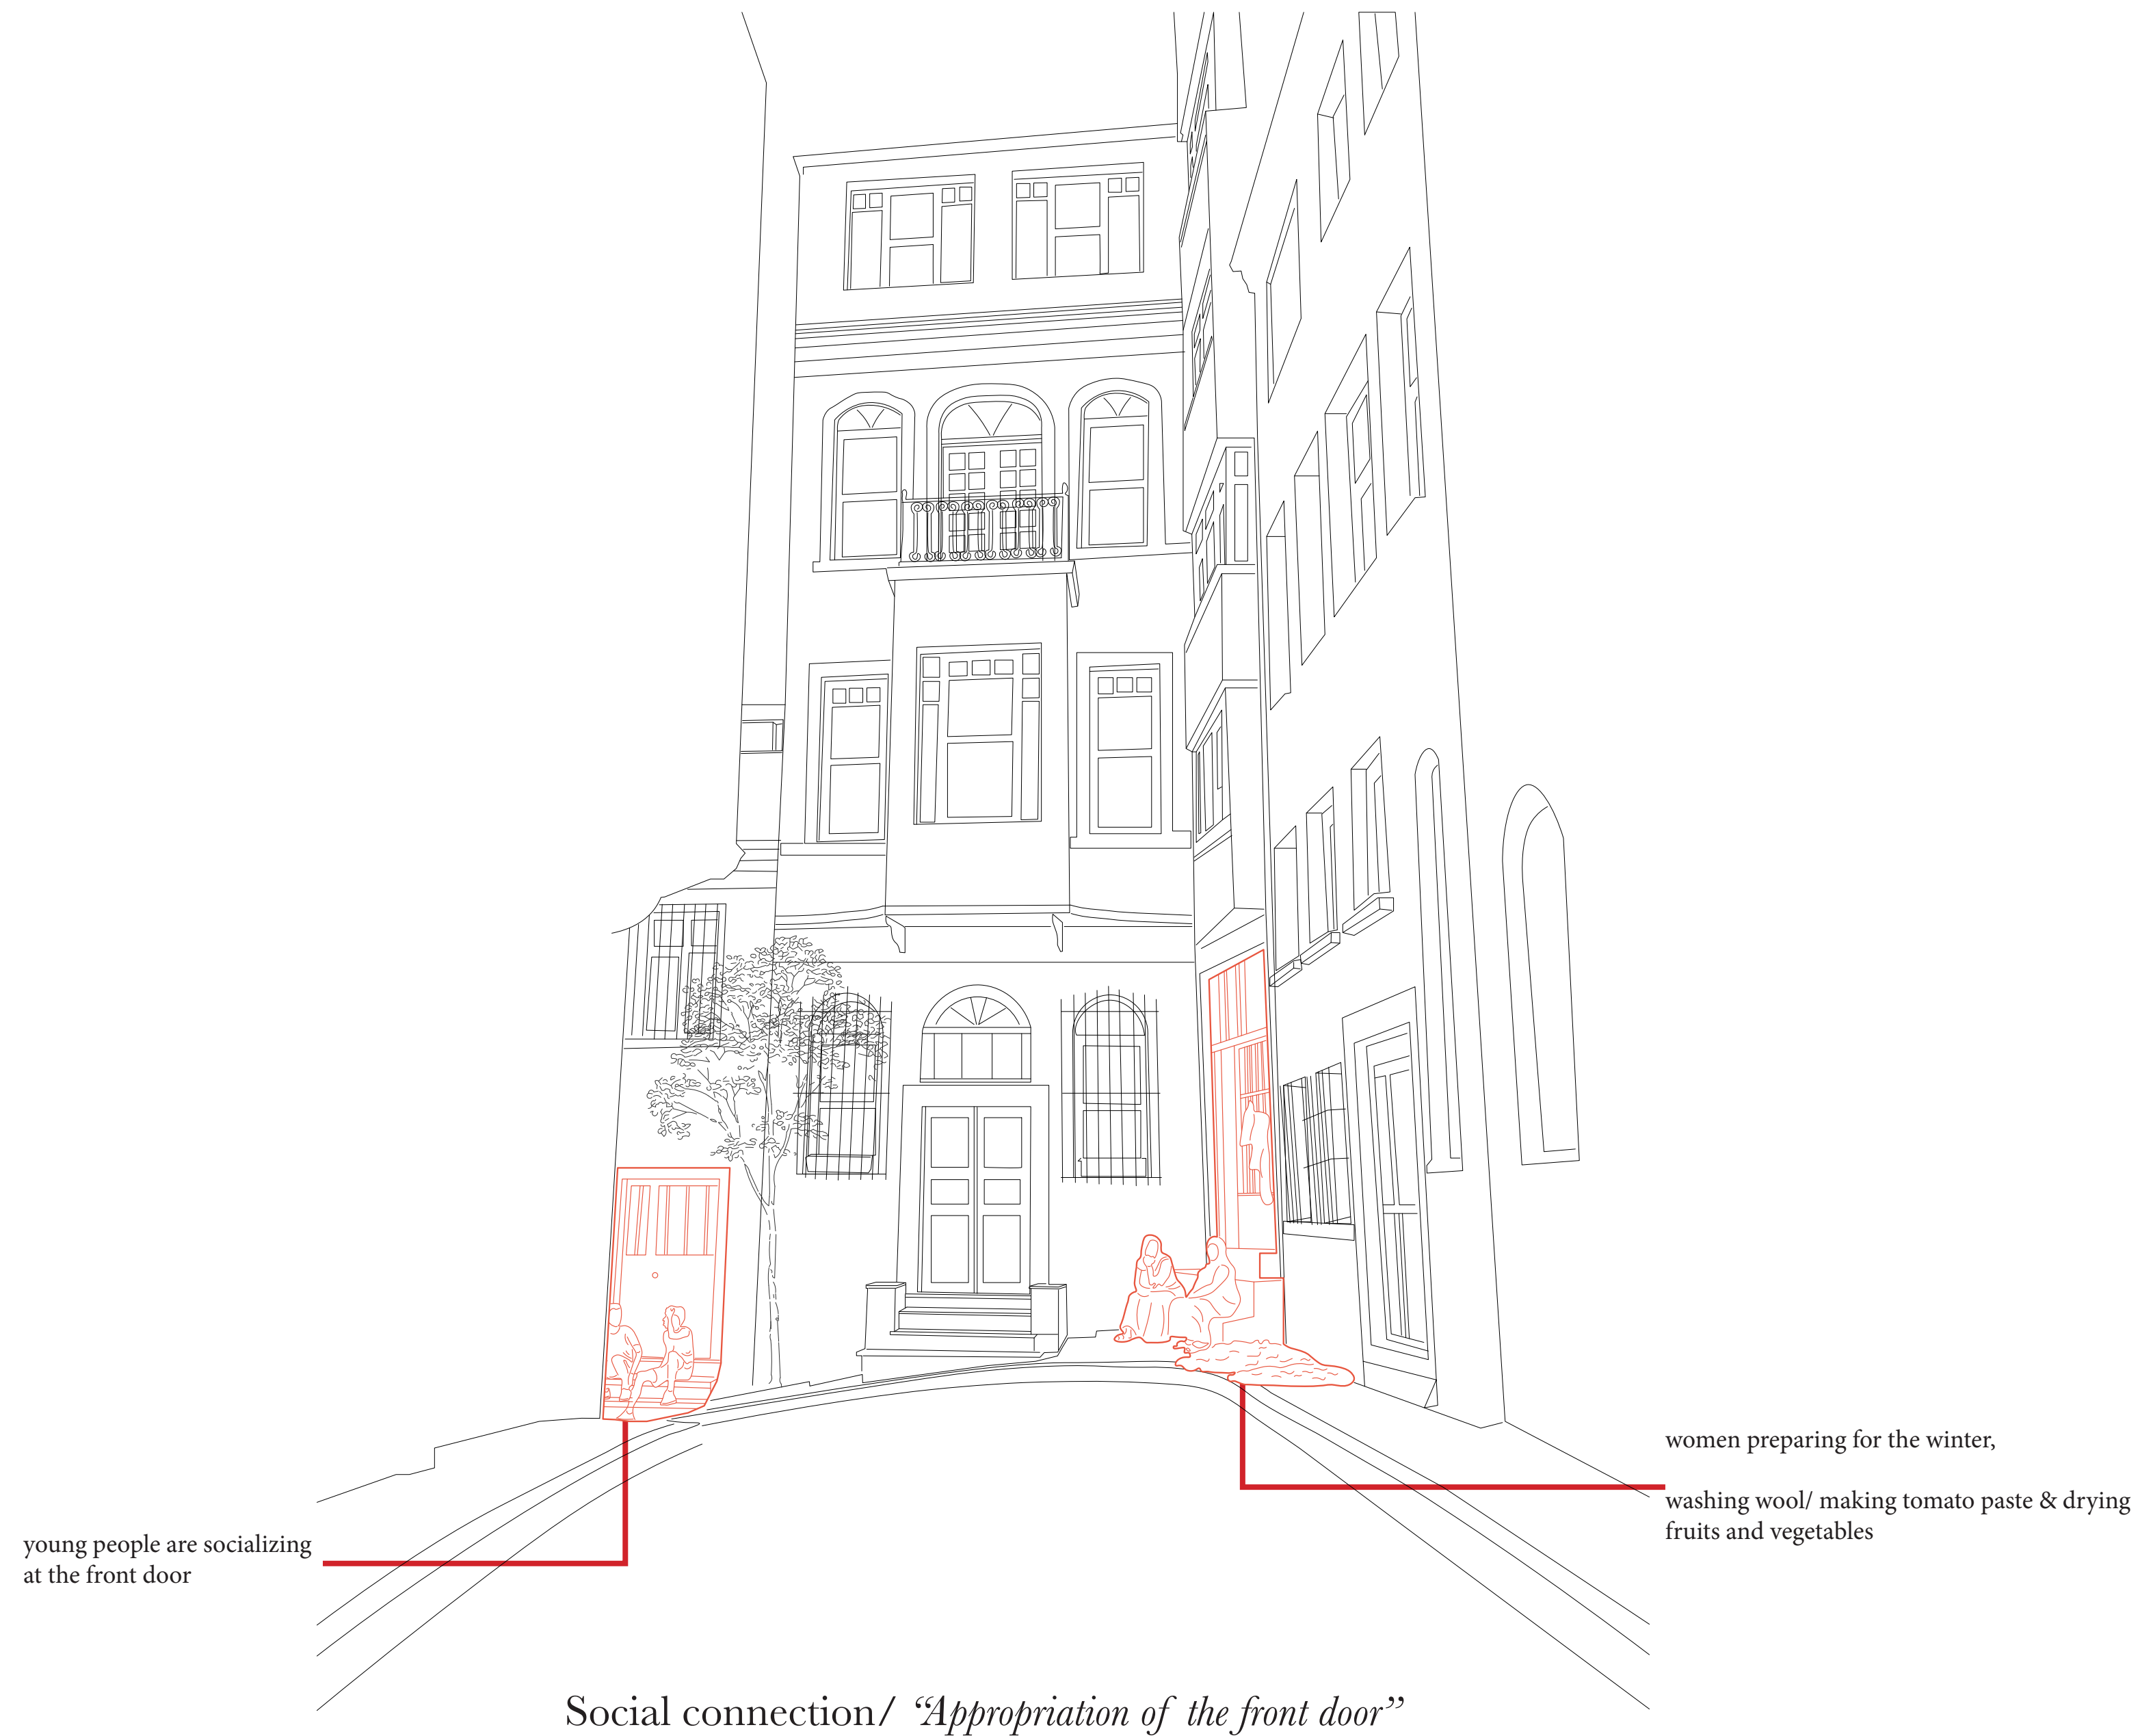 women preparing for the winter,
washing wool/ making tomato paste & drying
fruits and vegetables
young people are socializing
at the front door
Social connection/ “Appropriation of the front door”